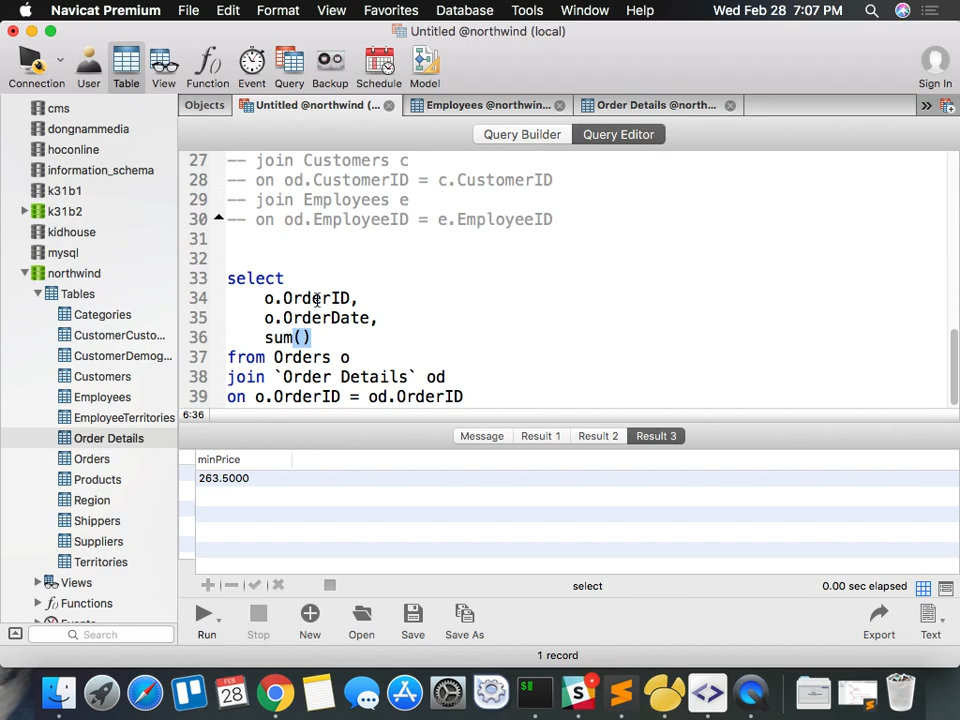 Navicat Premium File Edit Format View Favorites Database Tools Window Help Wed Feb 28 7:07 PM
Untitled @northwind (local)
Connection User Table View Function Event Query Backup Schedule Model Sign In
Objects Untitled @northwind (... Employees @northwin... Order Details @north...
Query Builder Query Editor
cms
dongnammedia
hoconline
information_schema
k31b1
k31b2
kidhouse
mysql
northwind
Tables
Categories
CustomerCusto...
CustomerDemog...
Customers
Employees
EmployeeTerritories
Order Details
Orders
Products
Region
Shippers
Suppliers
Territories
Views
Functions
Search
27 -- join Customers c
28 -- on od.CustomerID = c.CustomerID
29 -- join Employees e
30 -- on od.EmployeeID = e.EmployeeID
31
32
33 select
34 o.OrderID,
35 o.OrderDate,
36 sum()
37 from Orders o
38 join `Order Details` od
39 on o.OrderID = od.OrderID
6:36
Message Result 1 Result 2 Result 3
minPrice
263.5000
select 0.00 sec elapsed
Run Stop New Open Save Save As Export Text
1 record
FEB
28